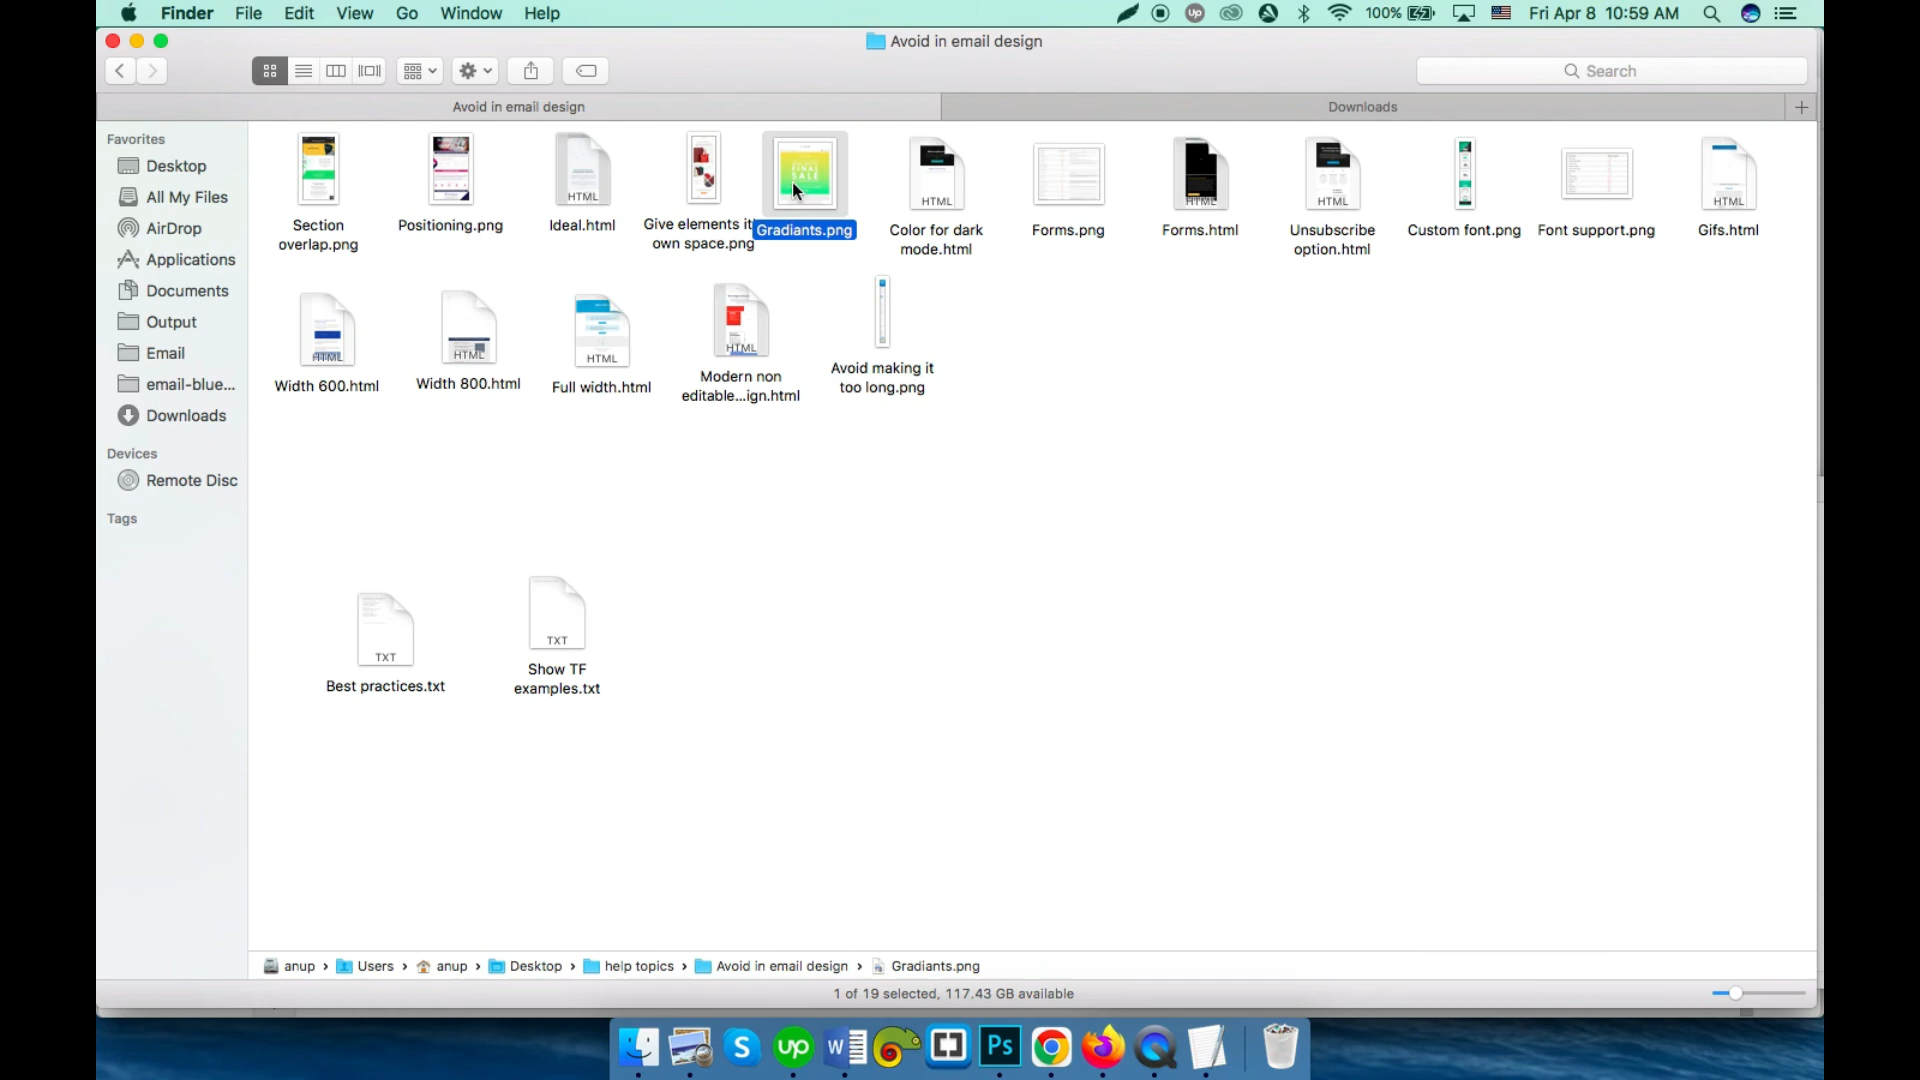 Finder File Edit View Go Window Help 100% Fri Apr 8 10:59 AM
Avoid in email design
Search
Avoid in email design Downloads
Favorites
Desktop
All My Files
AirDrop
Applications
Documents
Output
Email
email-blue...
Downloads
Devices
Remote Disc
Tags
Section
overlap.png
Positioning.png
HTML
Ideal.html
Give elements it
own space.png
FINAL
SALE
Gradiants.png
HTML
Color for dark
mode.html
Forms.png
HTML
Forms.html
HTML
Unsubscribe
option.html
Custom font.png
Font support.png
HTML
Gifs.html
HTML
Width 600.html
HTML
Width 800.html
HTML
Full width.html
HTML
Modern non
editable...ign.html
Avoid making it
too long.png
TXT
Best practices.txt
TXT
Show TF
examples.txt
anup › Users › anup › Desktop › help topics › Avoid in email design › Gradiants.png
1 of 19 selected, 117.43 GB available
S up W Ps